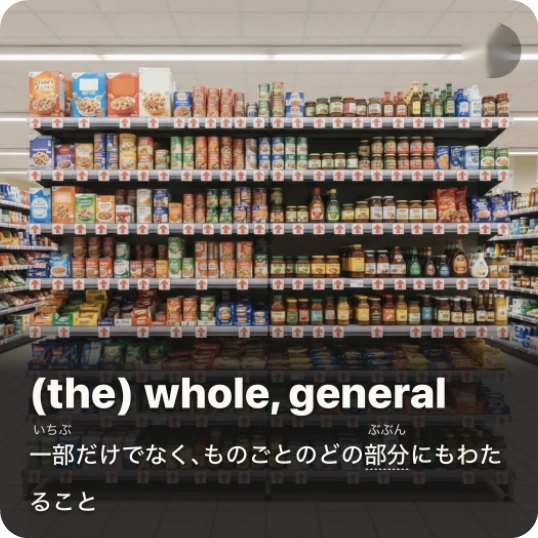 (the) whole, general
いちぶ ぶぶん
一部だけでなく、ものごとのどの部分にもわた
ること